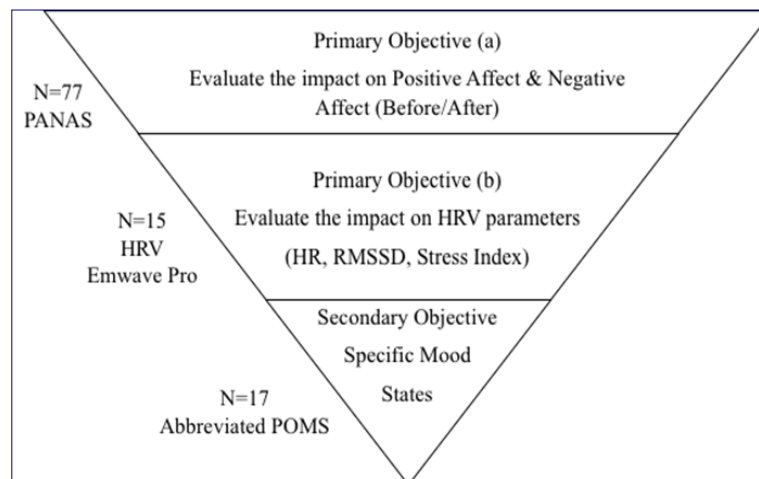 Primary Objective (a)
Evaluate the impact on Positive Affect & Negative
Affect (Before/After)
N=77
PANAS
Primary Objective (b)
Evaluate the impact on HRV parameters
(HR, RMSSD, Stress Index)
N=15
HRV
Emwave Pro
Secondary Objective
Specific Mood
States
N=17
Abbreviated POMS